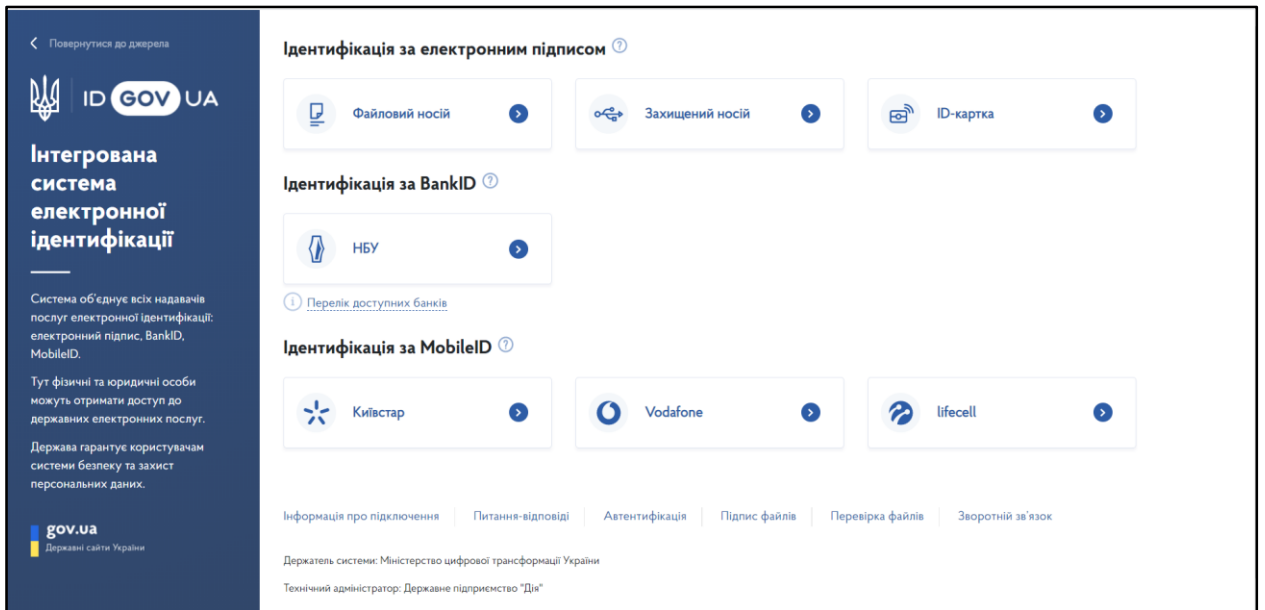 Повернутися до джерела
ID GOV UA
Інтегрована
система
електронної
ідентифікації
Система об'єднує всіх надавачів
послуг електронної ідентифікації:
електронний підпис, BankID,
MobileID.
Тут фізичні та юридичні особи
можуть отримати доступ до
державних електронних послуг.
Держава гарантує користувачам
системи безпеку та захист
персональних даних.
gov.ua
Державні сайти України
Ідентифікація за електронним підписом ?
Файловий носій
Захищений носій
ID-картка
Ідентифікація за BankID ?
НБУ
i Перелік доступних банків
Ідентифікація за MobileID ?
Київстар
Vodafone
lifecell
Інформація про підключення Питання-відповіді Автентифікація Підпис файлів Перевірка файлів Зворотній зв'язок
Держатель системи: Міністерство цифрової трансформації України
Технічний адміністратор: Державне підприємство "Дія"